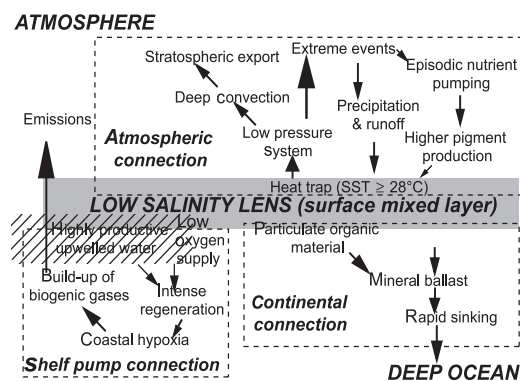 ATMOSPHERE
Stratospheric export
Extreme events
Episodic nutrient
pumping
Deep convection
Precipitation
& runoff
Emissions
Atmospheric
connection
Low pressure
system
Higher pigment
production
Heat trap (SST ≥ 28°C)
LOW SALINITY LENS (surface mixed layer)
Highly productive
upwelled water
Low
oxygen
supply
Particulate organic
material
Build-up of
biogenic gases
Intense
regeneration
Mineral ballast
Continental
connection
Rapid sinking
Coastal hypoxia
Shelf pump connection
DEEP OCEAN